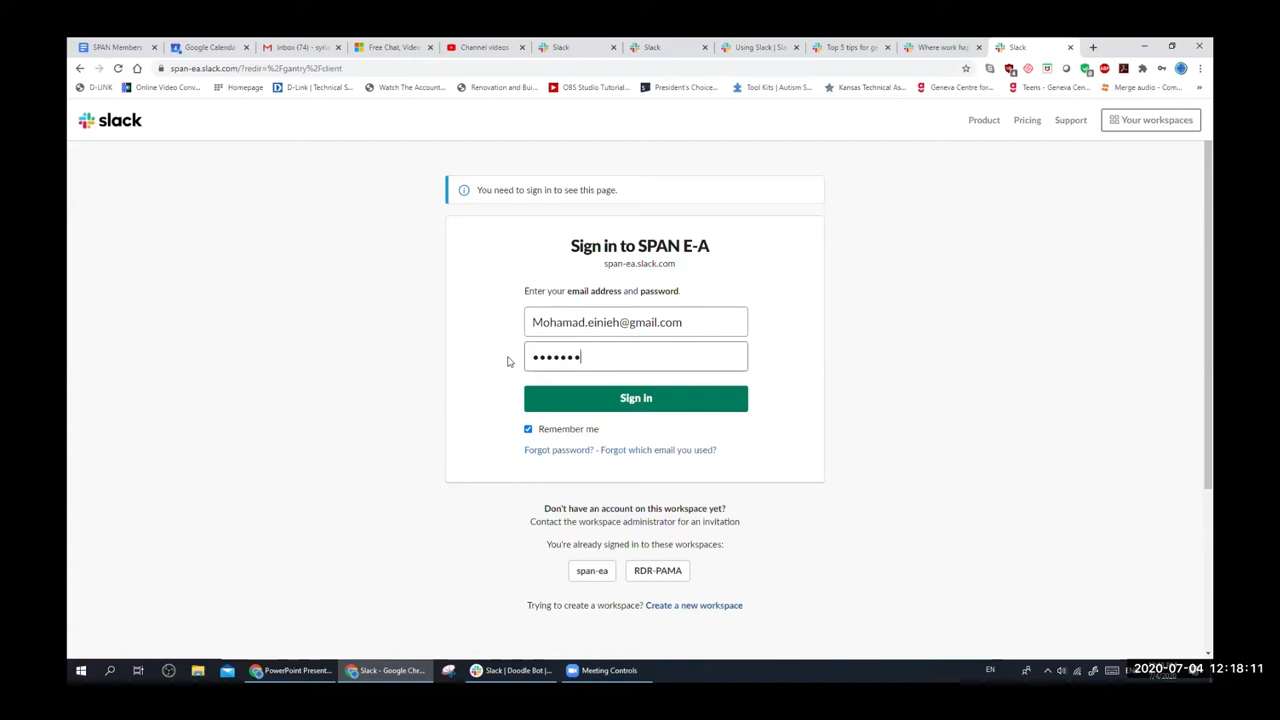 SPAN Members
Google Calenda
Inbox (74) - syria
Free Chat, Video
Channel videos -
Slack
Slack
Using Slack | Sla
Top 5 tips for ge
Where work hap
Slack
span-ea.slack.com/?redir=%2Fgantry%2Fclient
D-LINK
Online Video Conv...
Homepage
D-Link | Technical S...
Watch The Account...
Renovation and Bui...
OBS Studio Tutorial...
President's Choice...
Tool Kits | Autism S...
Kansas Technical As...
Geneva Centre for...
Teens - Geneva Cen...
Merge audio - Com...
slack
Product
Pricing
Support
Your workspaces
You need to sign in to see this page.
Sign in to SPAN E-A
span-ea.slack.com
Enter your email address and password.
Mohamad.einieh@gmail.com
•••••••
Sign in
Remember me
Forgot password? · Forgot which email you used?
Don't have an account on this workspace yet?
Contact the workspace administrator for an invitation
You're already signed in to these workspaces:
span-ea
RDR-PAMA
Trying to create a workspace? Create a new workspace
PowerPoint Present...
Slack - Google Chr...
Slack | Doodle Bot |...
Meeting Controls
EN
2020-07-04 12:18:11